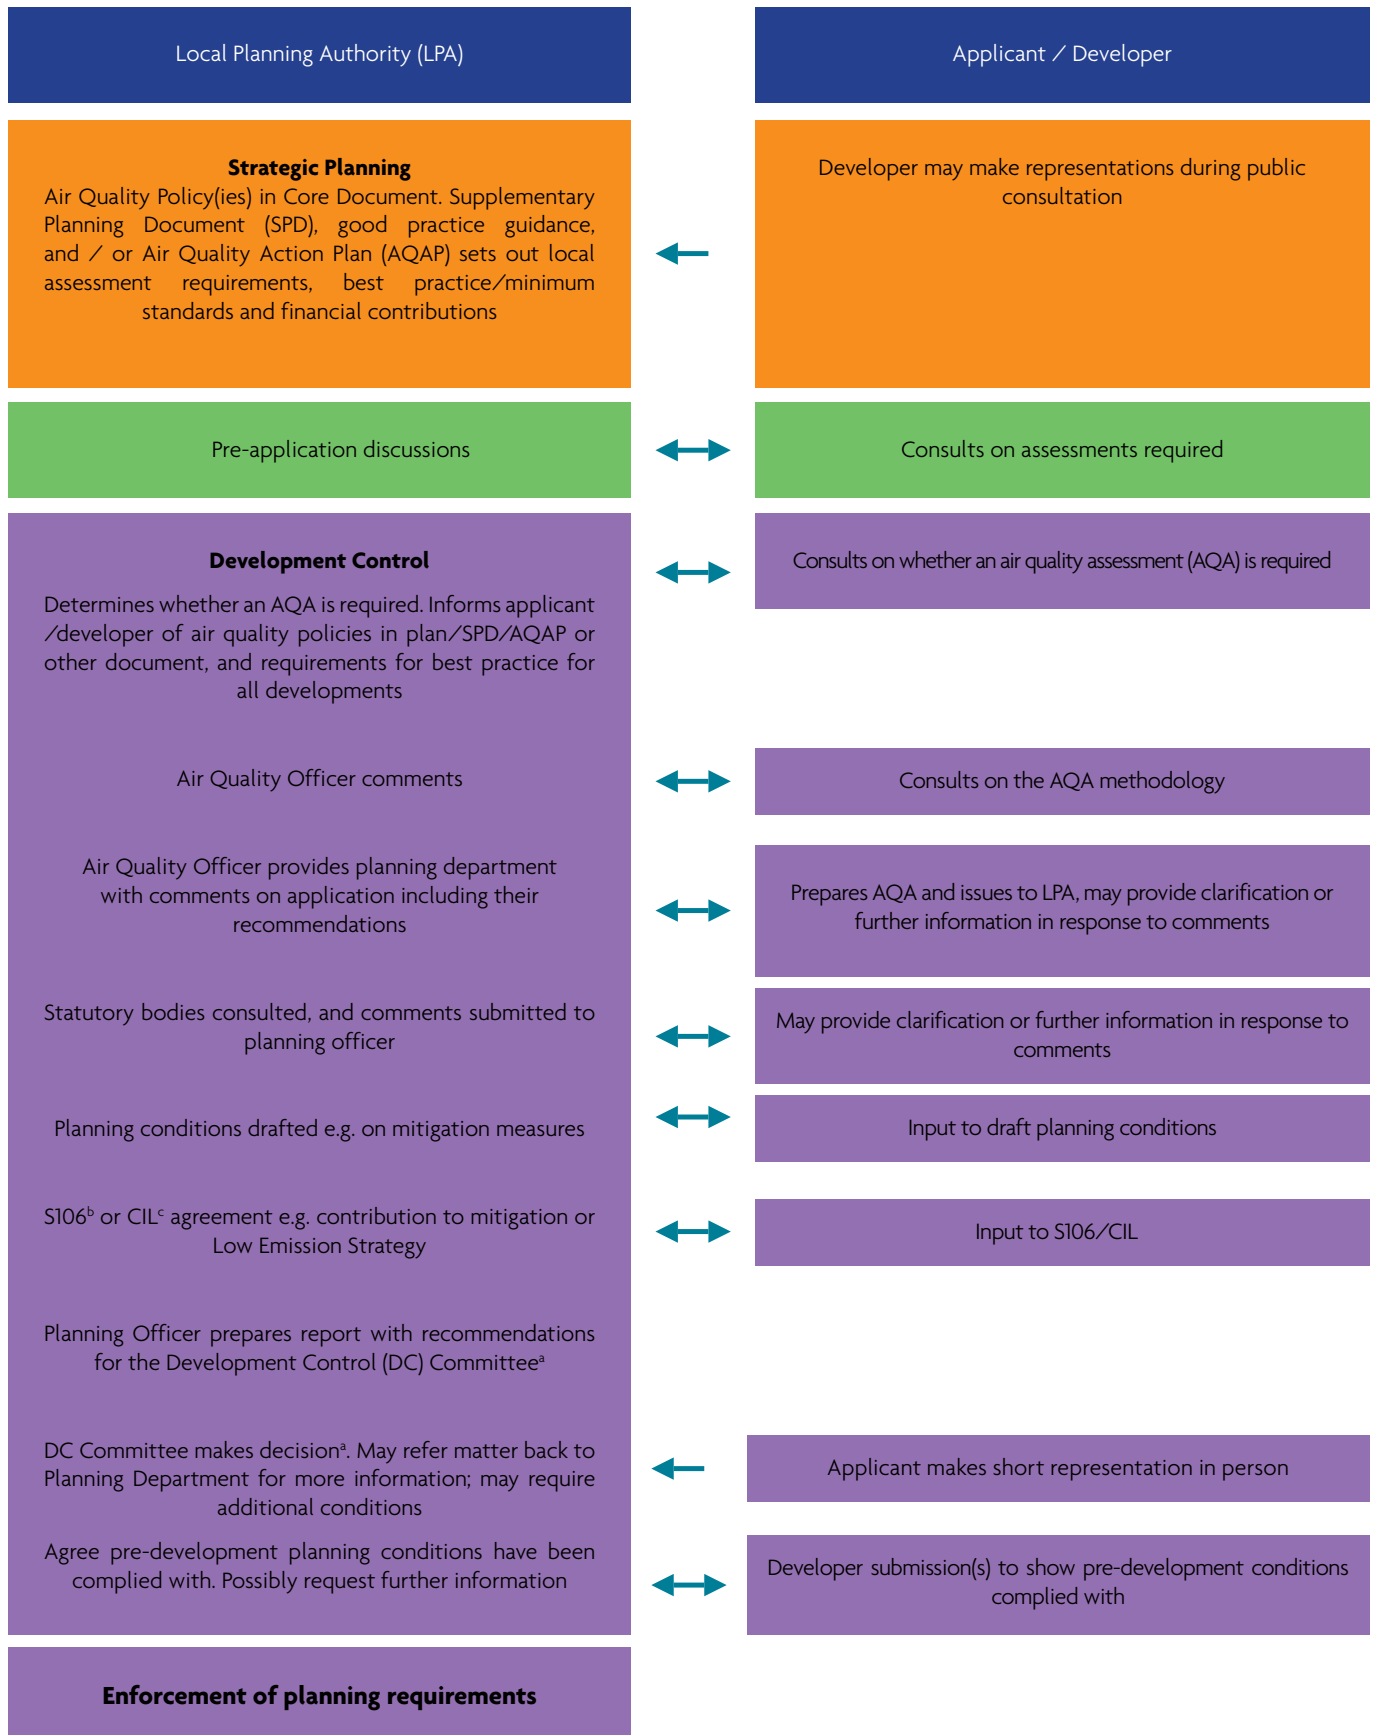 Local Planning Authority (LPA)
Applicant / Developer
Strategic Planning
Air Quality Policy(ies) in Core Document. Supplementary
Planning Document (SPD), good practice guidance,
and / or Air Quality Action Plan (AQAP) sets out local
assessment requirements, best practice/minimum
standards and financial contributions
Developer may make representations during public
consultation
Pre-application discussions
Consults on assessments required
Development Control
Determines whether an AQA is required. Informs applicant
/developer of air quality policies in plan/SPD/AQAP or
other document, and requirements for best practice for
all developments
Consults on whether an air quality assessment (AQA) is required
Air Quality Officer comments
Consults on the AQA methodology
Air Quality Officer provides planning department
with comments on application including their
recommendations
Prepares AQA and issues to LPA, may provide clarification or
further information in response to comments
Statutory bodies consulted, and comments submitted to
planning officer
May provide clarification or further information in response to
comments
Planning conditions drafted e.g. on mitigation measures
Input to draft planning conditions
S106ᵇ or CILᶜ agreement e.g. contribution to mitigation or
Low Emission Strategy
Input to S106/CIL
Planning Officer prepares report with recommendations
for the Development Control (DC) Committeeᵃ
DC Committee makes decisionᵃ. May refer matter back to
Planning Department for more information; may require
additional conditions
Applicant makes short representation in person
Agree pre-development planning conditions have been
complied with. Possibly request further information
Developer submission(s) to show pre-development conditions
complied with
Enforcement of planning requirements